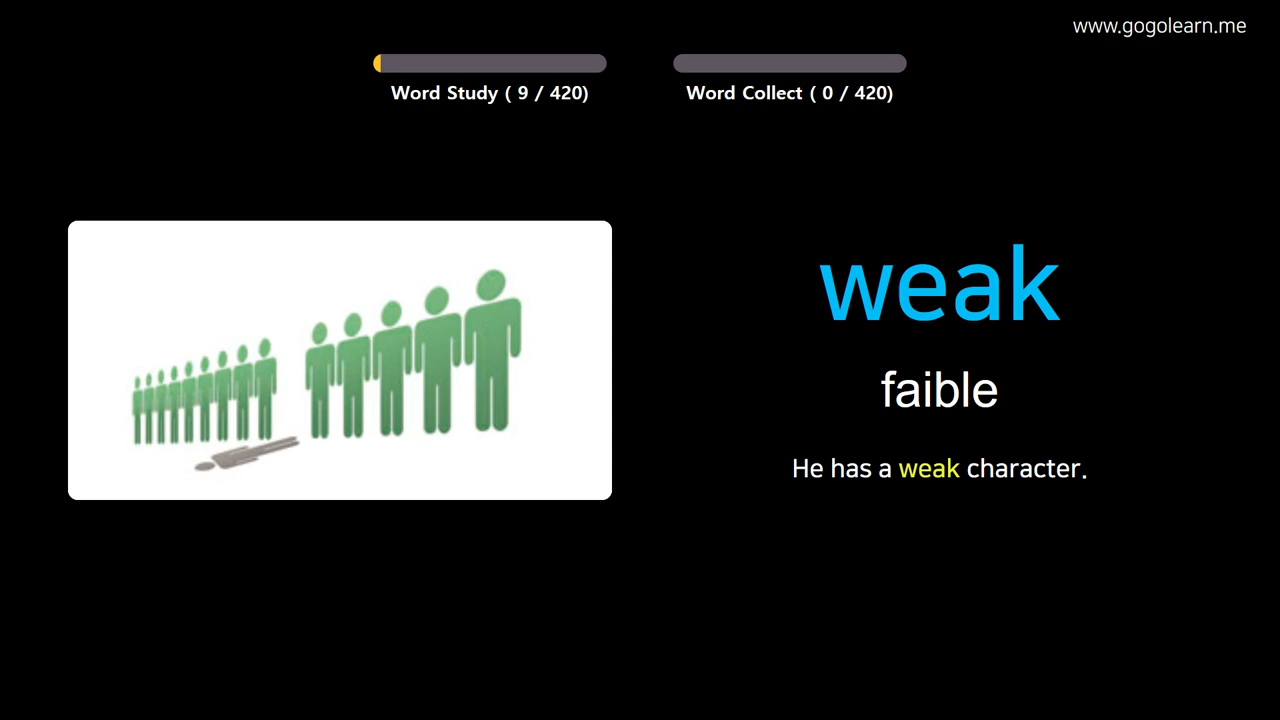 www.gogolearn.me
Word Study ( 9 / 420)
Word Collect ( 0 / 420)
weak
faible
He has a weak character.